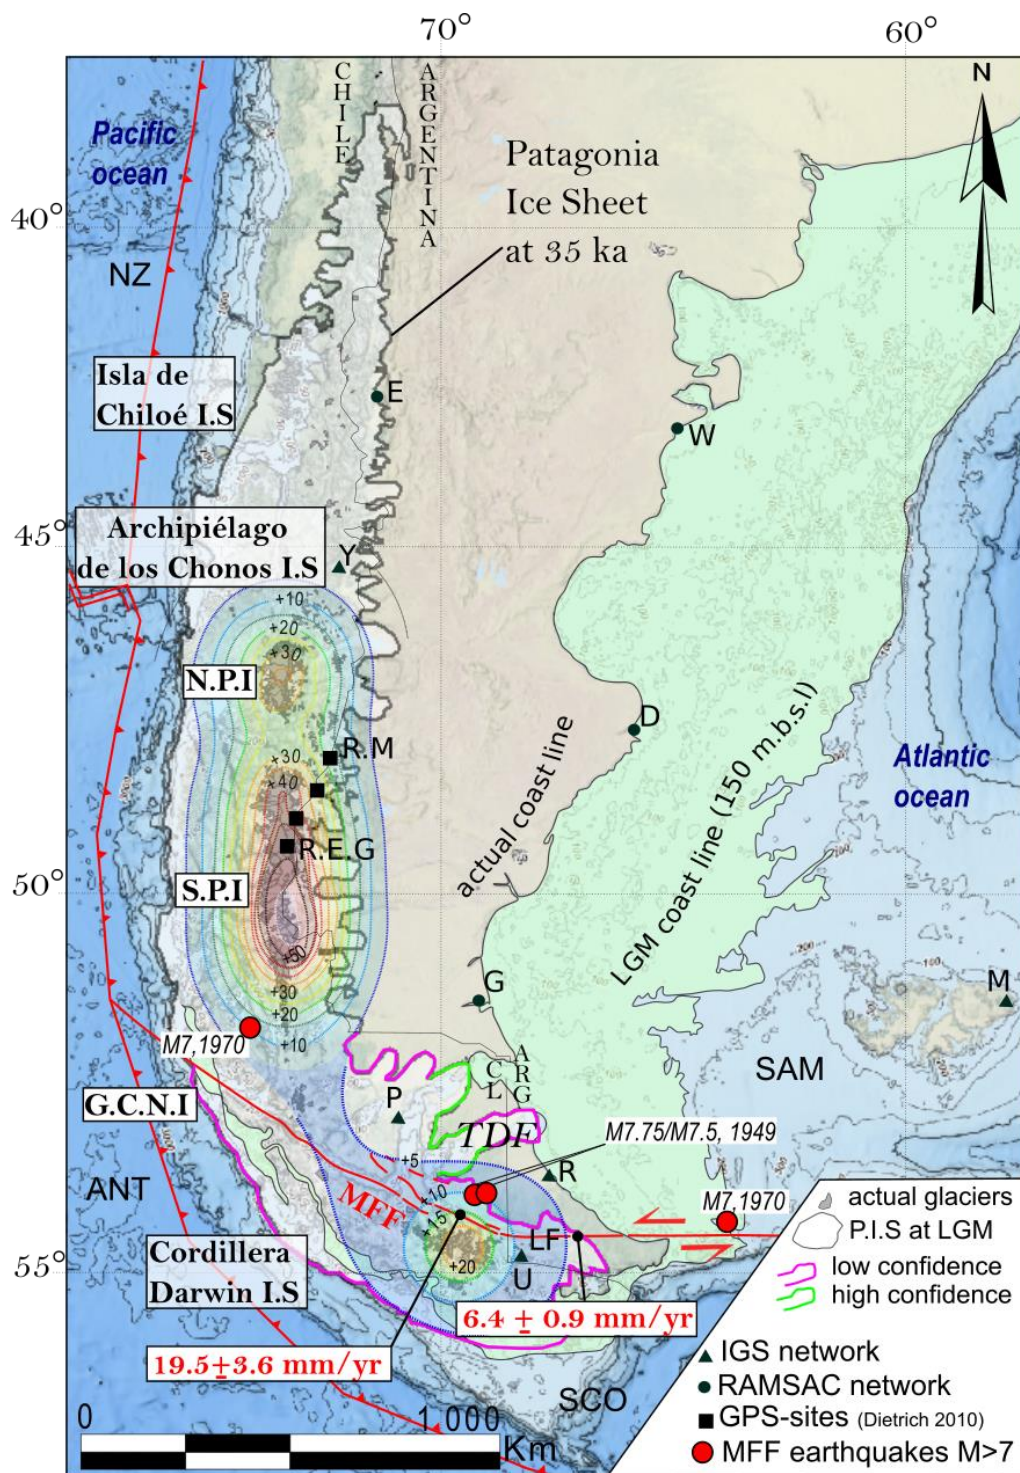 70°
60°
CHILE
ARGENTINA
N
Pacific
ocean
Patagonia
Ice Sheet
at 35 ka
40°
NZ
Isla de
Chiloé I.S
E
W
45°
Archipiélago
de los Chonos I.S
Y
+10
+20
+30
N.P.I
R.M
D
+30
+40
R.E.G
actual coast line
LGM coast line (150 m.b.s.l)
Atlantic
ocean
S.P.I
50°
+50
+30
+20
+10
G
M
M7,1970
CL
ARG
SAM
G.C.N.I
P
TDF
M7.75/M7.5, 1949
+5
R
ANT
MFF
+10
+15
M7,1970
LF
U
+20
Cordillera
Darwin I.S
55°
6.4 ± 0.9 mm/yr
19.5±3.6 mm/yr
SCO
actual glaciers
P.I.S at LGM
low confidence
high confidence
IGS network
RAMSAC network
GPS-sites (Dietrich 2010)
MFF earthquakes M>7
0
1 000
Km